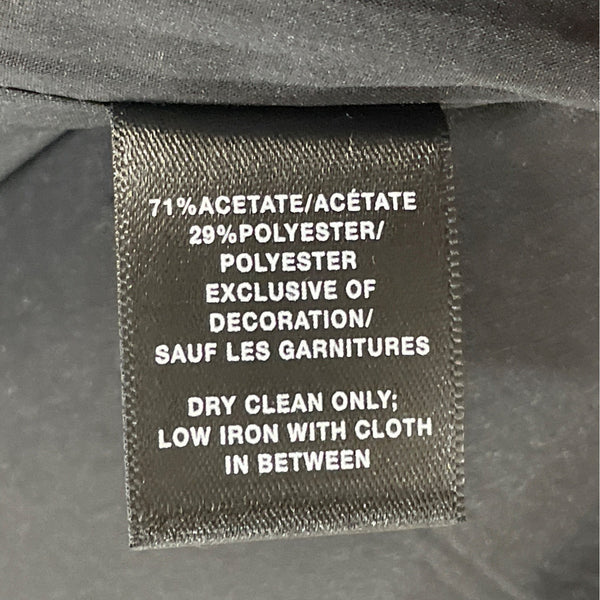 71%ACETATE/ACÉTATE
29%POLYESTER/
POLYESTER
EXCLUSIVE OF
DECORATION/
SAUF LES GARNITURES
DRY CLEAN ONLY;
LOW IRON WITH CLOTH
IN BETWEEN